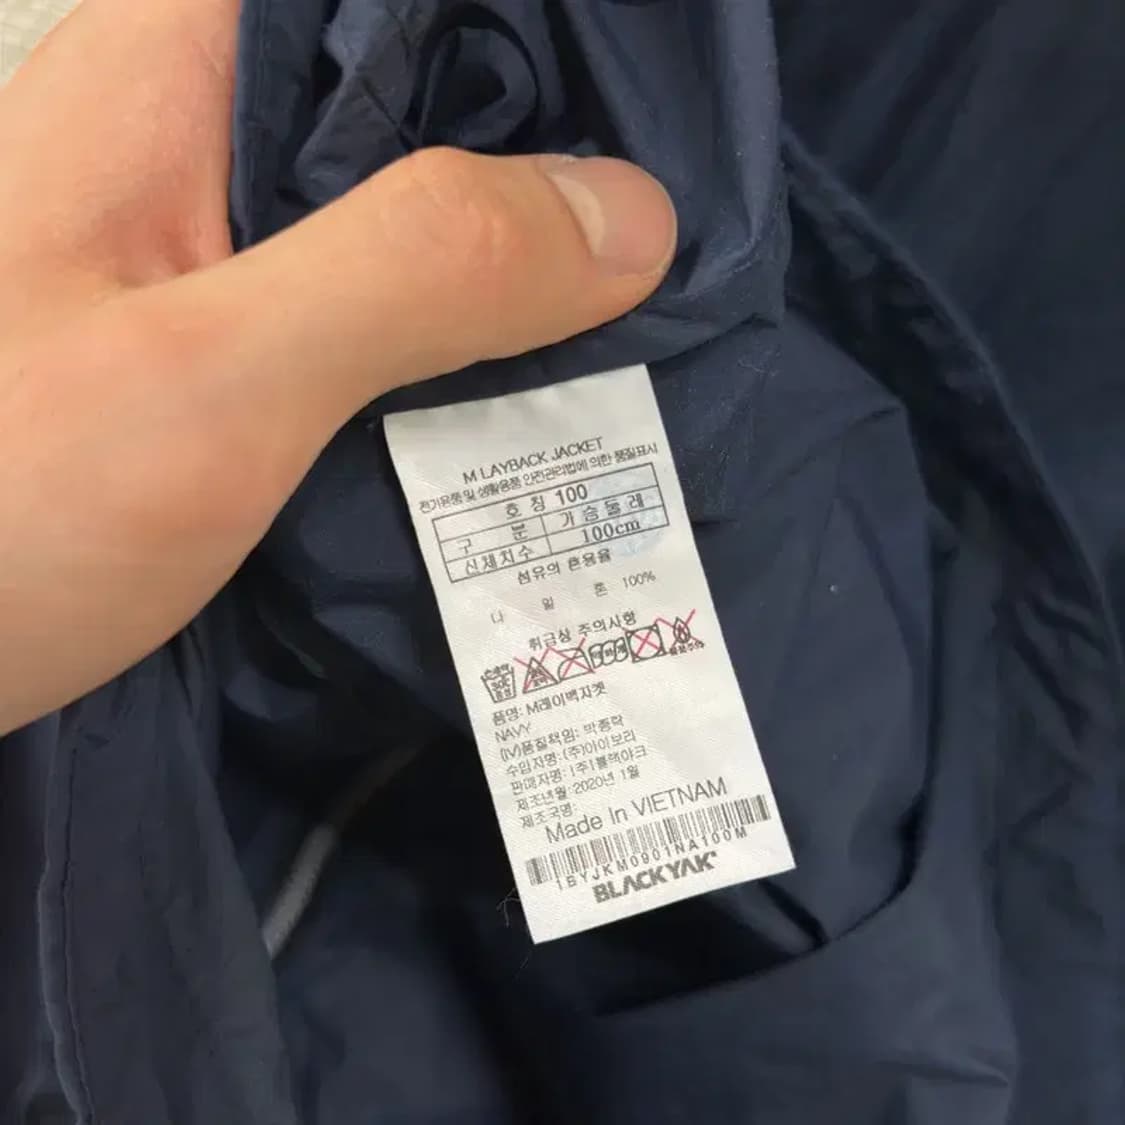 M LAYBACK JACKET
전기용품 및 생활용품 안전관리법에 의한 품질표시
호 칭 100
구 분 가 슴 둘 레
신체치수 100cm
섬유의 혼용율
나 일 론 100%
취급상 주의사항
품명: M레이백자켓
NAVY
(IV)품질책임: 박종탁
수입자명: (주)아이보리
판매자명: (주)블랙야크
제조년월: 2020년 1월
제조국명:
Made In VIETNAM
1BYJKM0901NA100M
BLACKYAK